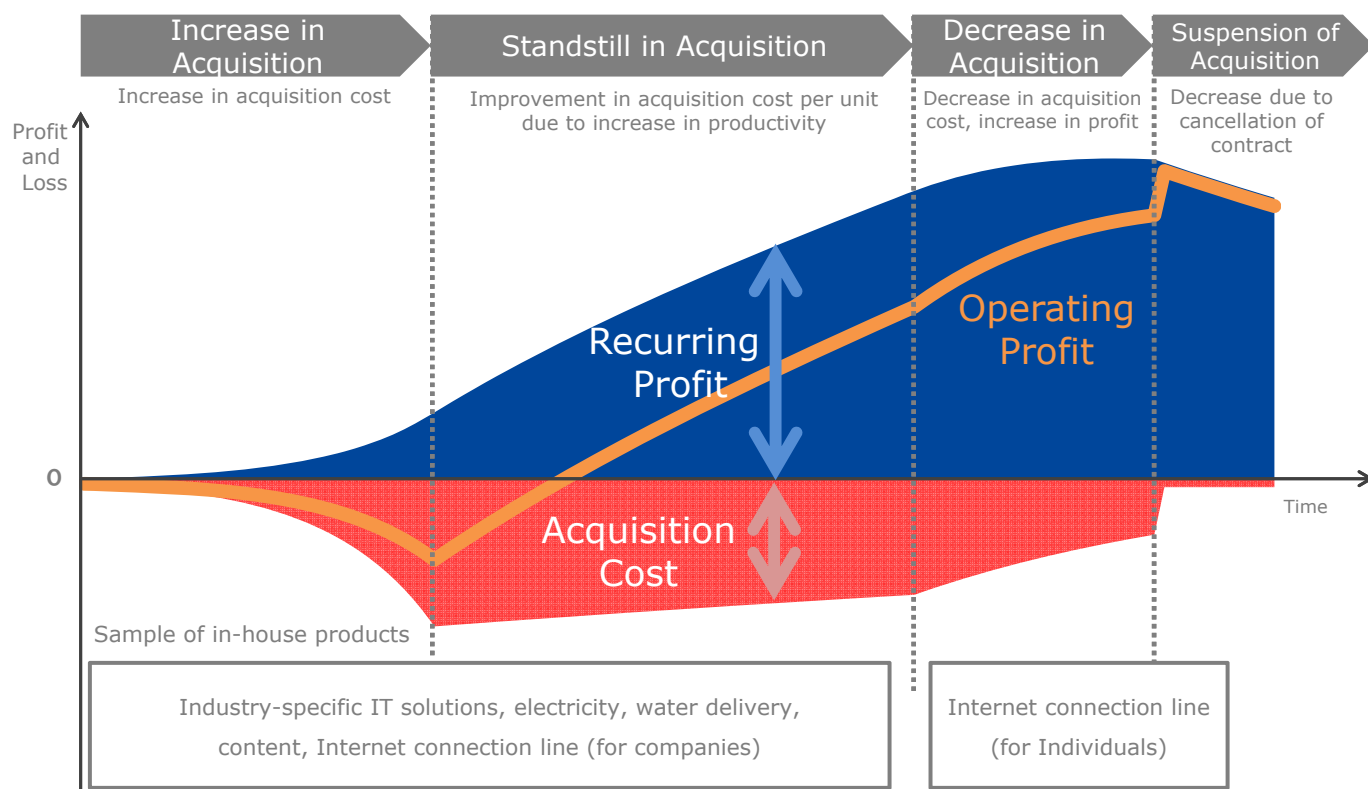 Increase in
Acquisition
Standstill in Acquisition
Decrease in
Acquisition
Suspension of
Acquisition
Increase in acquisition cost
Improvement in acquisition cost per unit
due to increase in productivity
Decrease in acquisition
cost, increase in profit
Decrease due to
cancellation of
contract
Profit
and
Loss
Recurring
Profit
Operating
Profit
0
Time
Acquisition
Cost
Sample of in-house products
Industry-specific IT solutions, electricity, water delivery,
content, Internet connection line (for companies)
Internet connection line
(for Individuals)